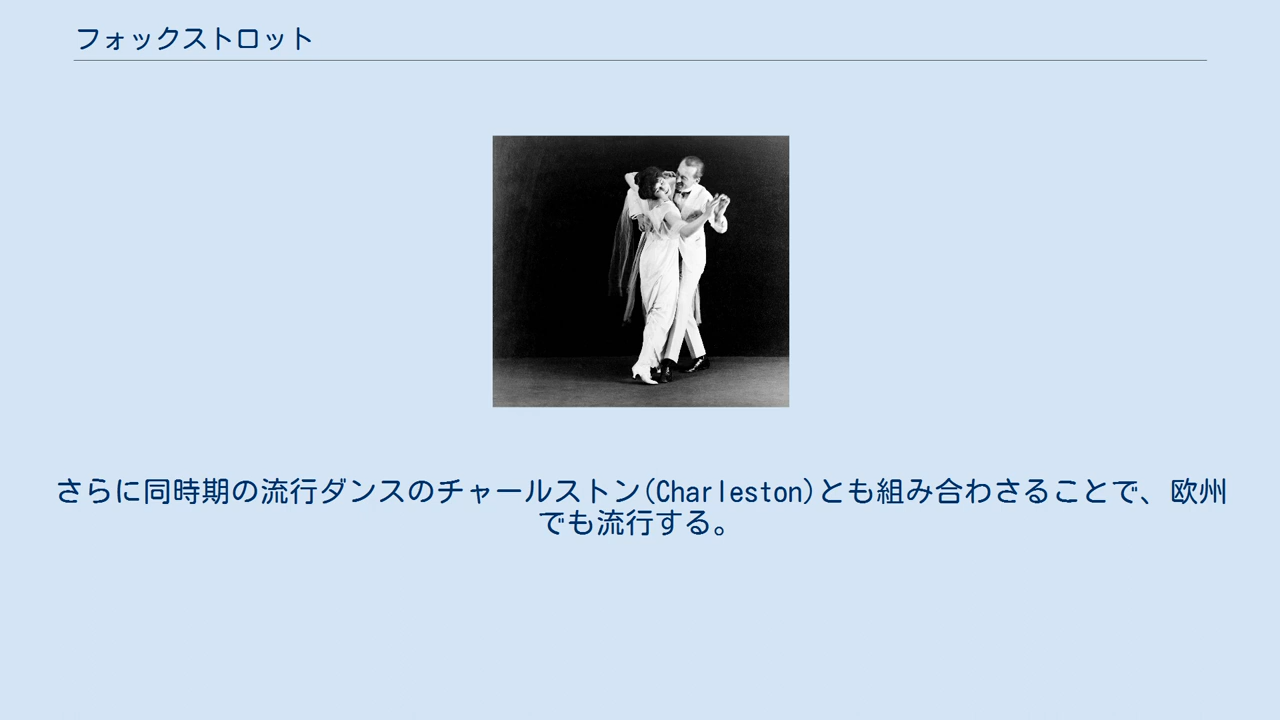 フォックストロット
さらに同時期の流行ダンスのチャールストン(Charleston)とも組み合わさることで、欧州
でも流行する。